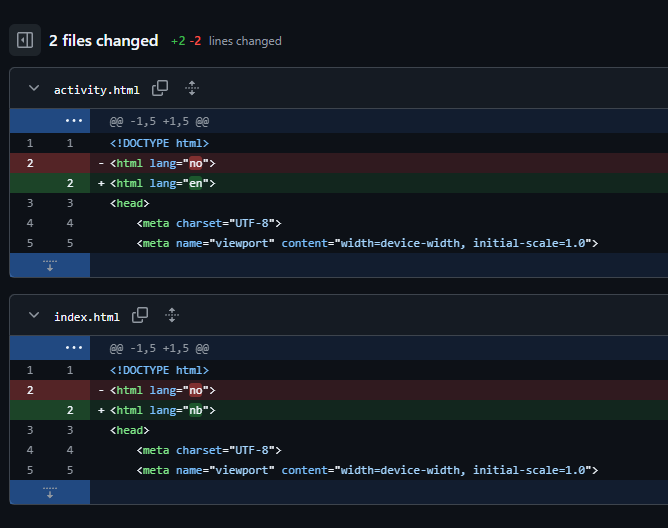 2 files changed +2 -2 lines changed
activity.html
@@ -1,5 +1,5 @@
1 1 <!DOCTYPE html>
2 - <html lang="no">
2 + <html lang="en">
3 3 <head>
4 4 <meta charset="UTF-8">
5 5 <meta name="viewport" content="width=device-width, initial-scale=1.0">
index.html
@@ -1,5 +1,5 @@
1 1 <!DOCTYPE html>
2 - <html lang="no">
2 + <html lang="nb">
3 3 <head>
4 4 <meta charset="UTF-8">
5 5 <meta name="viewport" content="width=device-width, initial-scale=1.0">